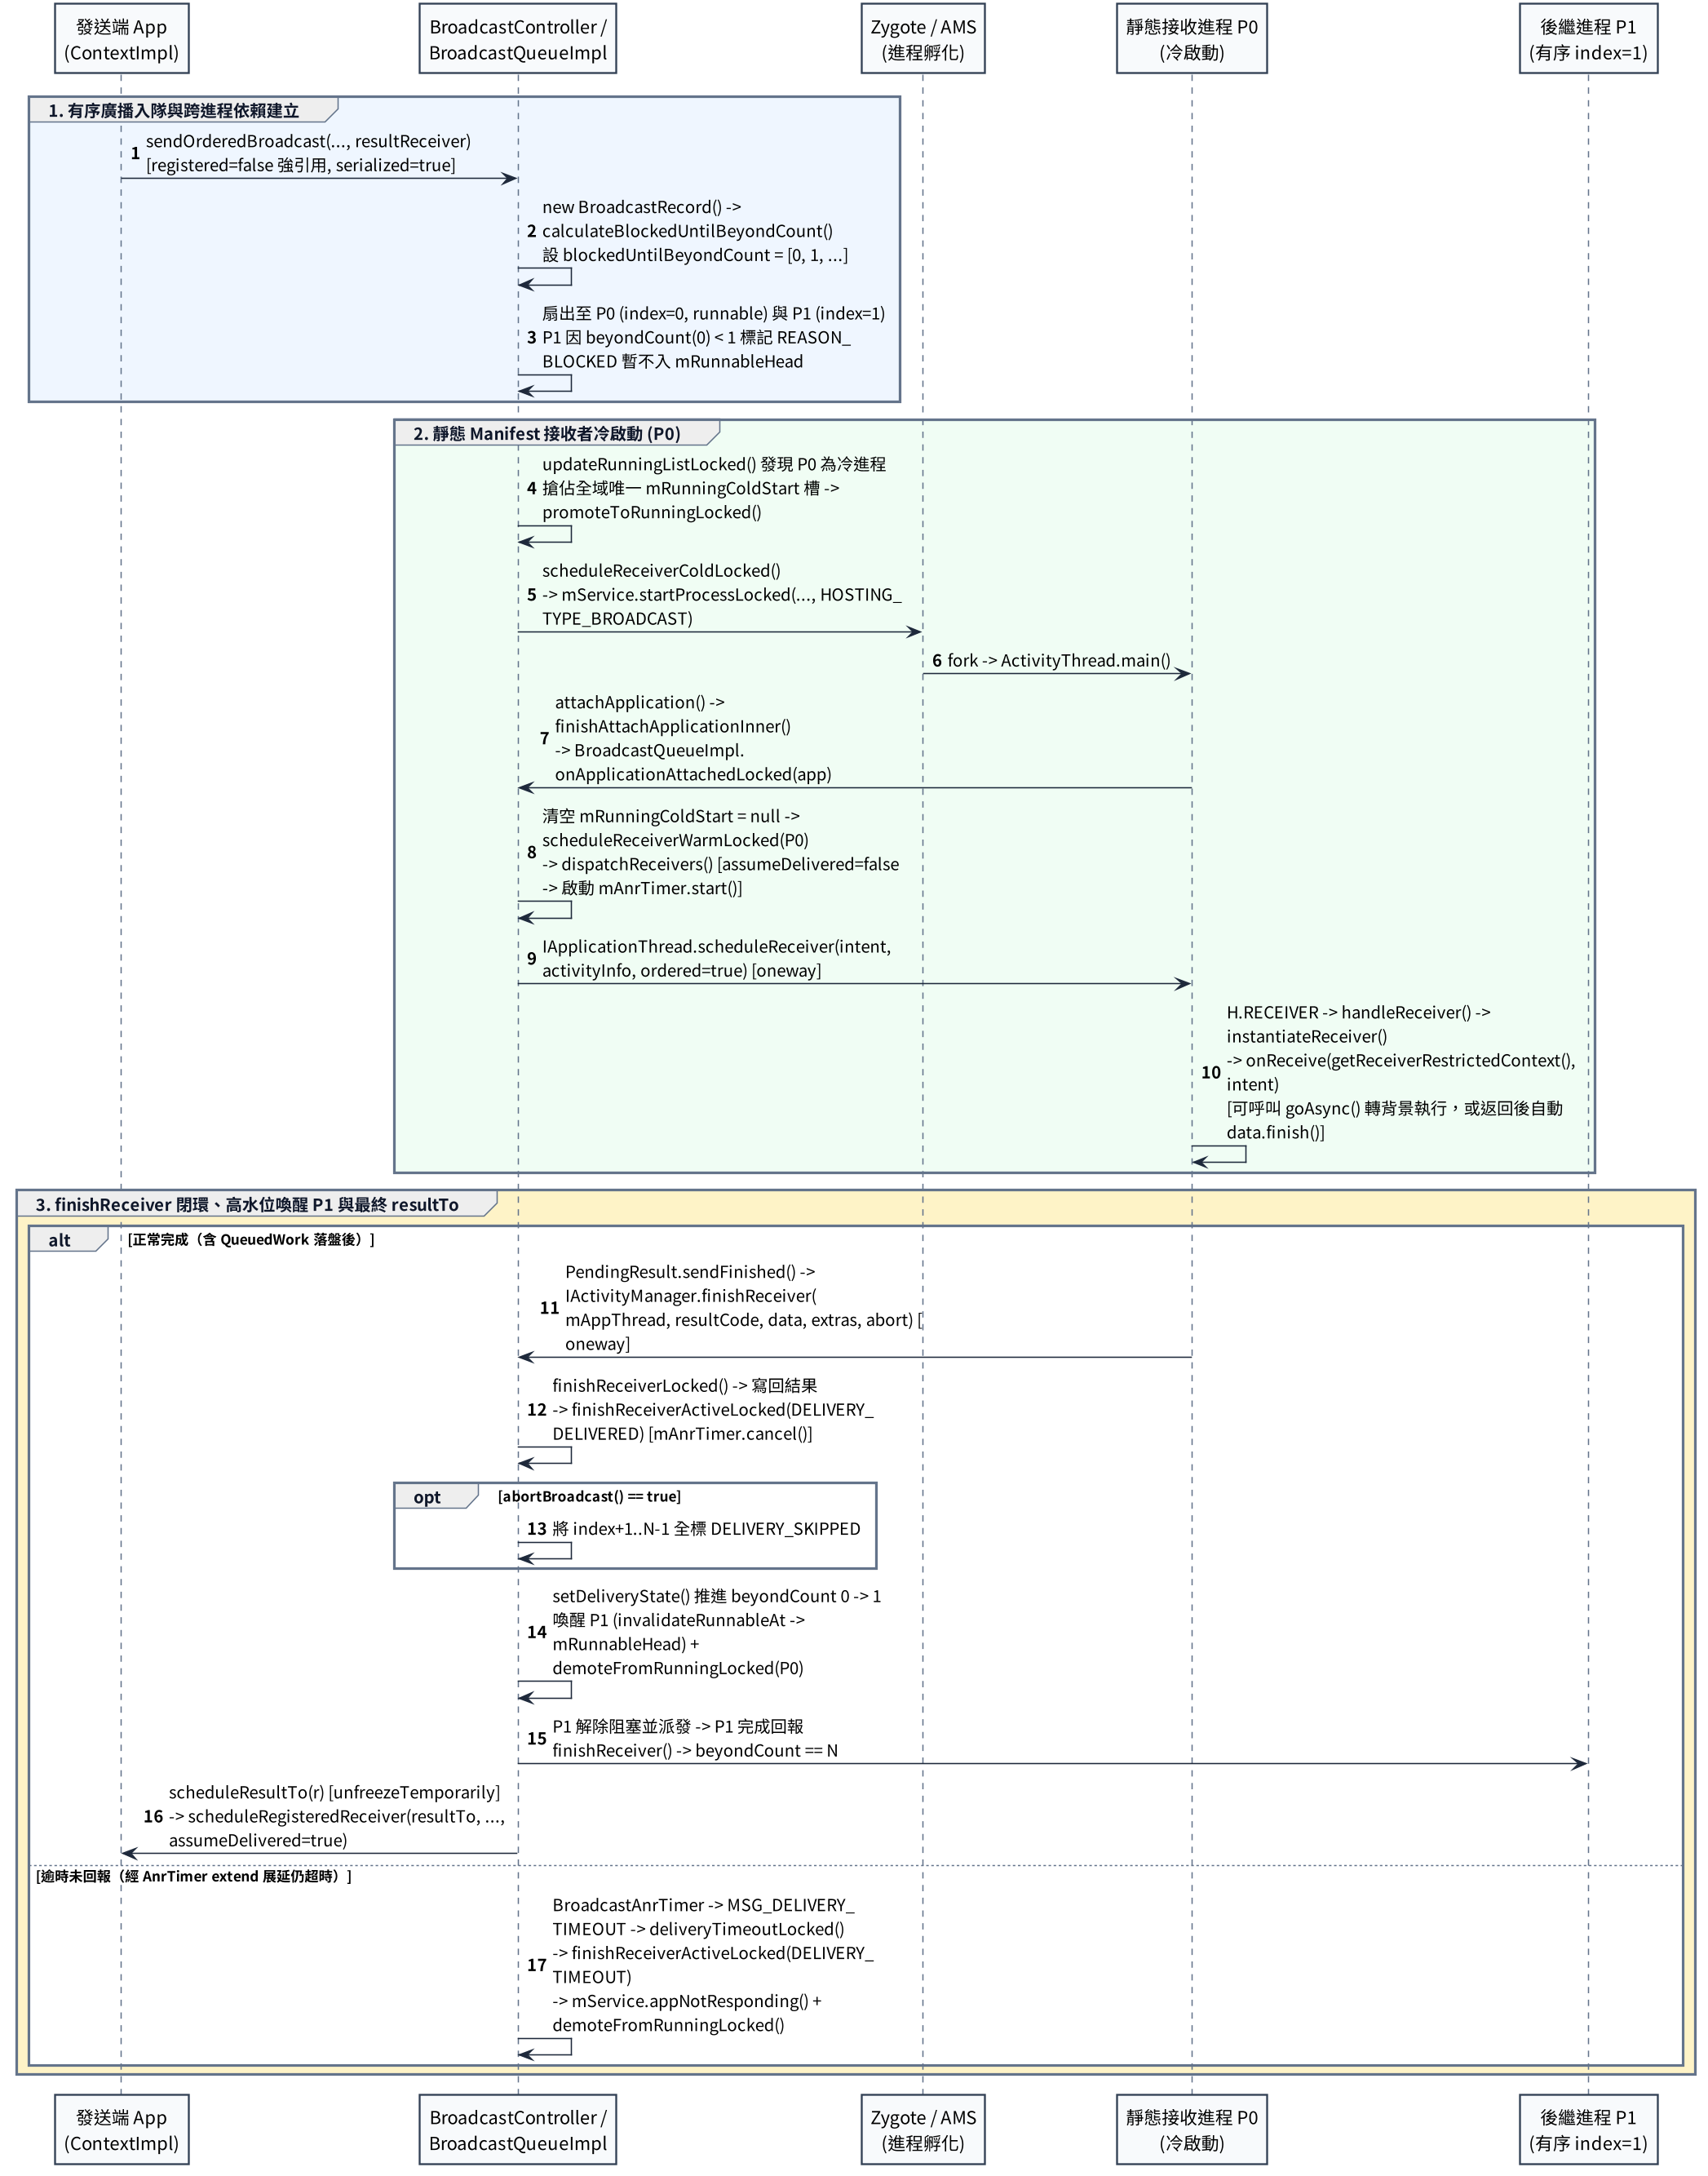 發送端 App
(ContextImpl)
BroadcastController /
BroadcastQueueImpl
Zygote / AMS
(進程孵化)
靜態接收進程 P0
(冷啟動)
後繼進程 P1
(有序 index=1)
1. 有序廣播入隊與跨進程依賴建立
1 sendOrderedBroadcast(..., resultReceiver)
[registered=false 強引用, serialized=true]
new BroadcastRecord() ->
2 calculateBlockedUntilBeyondCount()
設 blockedUntilBeyondCount = [0, 1, ...]
扇出至 P0 (index=0, runnable) 與 P1 (index=1)
3 P1 因 beyondCount(0) < 1 標記 REASON_
BLOCKED 暫不入 mRunnableHead
2. 靜態 Manifest 接收者冷啟動 (P0)
updateRunningListLocked() 發現 P0 為冷進程
4 搶佔全域唯一 mRunningColdStart 槽 ->
promoteToRunningLocked()
scheduleReceiverColdLocked()
5 -> mService.startProcessLocked(..., HOSTING_
TYPE_BROADCAST)
6 fork -> ActivityThread.main()
attachApplication() ->
finishAttachApplicationInner()
7 -> BroadcastQueueImpl.
onApplicationAttachedLocked(app)
清空 mRunningColdStart = null ->
scheduleReceiverWarmLocked(P0)
8 -> dispatchReceivers() [assumeDelivered=false
-> 啟動 mAnrTimer.start()]
9 IApplicationThread.scheduleReceiver(intent,
activityInfo, ordered=true) [oneway]
H.RECEIVER -> handleReceiver() ->
instantiateReceiver()
-> onReceive(getReceiverRestrictedContext(),
10 intent)
[可呼叫 goAsync() 轉背景執行，或返回後自動
data.finish()]
3. finishReceiver 閉環、高水位喚醒 P1 與最終 resultTo
alt [正常完成（含 QueuedWork 落盤後）]
PendingResult.sendFinished() ->
11 IActivityManager.finishReceiver(
mAppThread, resultCode, data, extras, abort) [
oneway]
finishReceiverLocked() -> 寫回結果
12 -> finishReceiverActiveLocked(DELIVERY_
DELIVERED) [mAnrTimer.cancel()]
opt [abortBroadcast() == true]
13 將 index+1..N-1 全標 DELIVERY_SKIPPED
setDeliveryState() 推進 beyondCount 0 -> 1
14 喚醒 P1 (invalidateRunnableAt ->
mRunnableHead) +
demoteFromRunningLocked(P0)
15 P1 解除阻塞並派發 -> P1 完成回報
finishReceiver() -> beyondCount == N
scheduleResultTo(r) [unfreezeTemporarily]
16 -> scheduleRegisteredReceiver(resultTo, ...,
assumeDelivered=true)
[逾時未回報（經 AnrTimer extend 展延仍超時）]
BroadcastAnrTimer -> MSG_DELIVERY_
TIMEOUT -> deliveryTimeoutLocked()
-> finishReceiverActiveLocked(DELIVERY_
17 TIMEOUT)
-> mService.appNotResponding() +
demoteFromRunningLocked()
發送端 App
(ContextImpl)
BroadcastController /
BroadcastQueueImpl
Zygote / AMS
(進程孵化)
靜態接收進程 P0
(冷啟動)
後繼進程 P1
(有序 index=1)